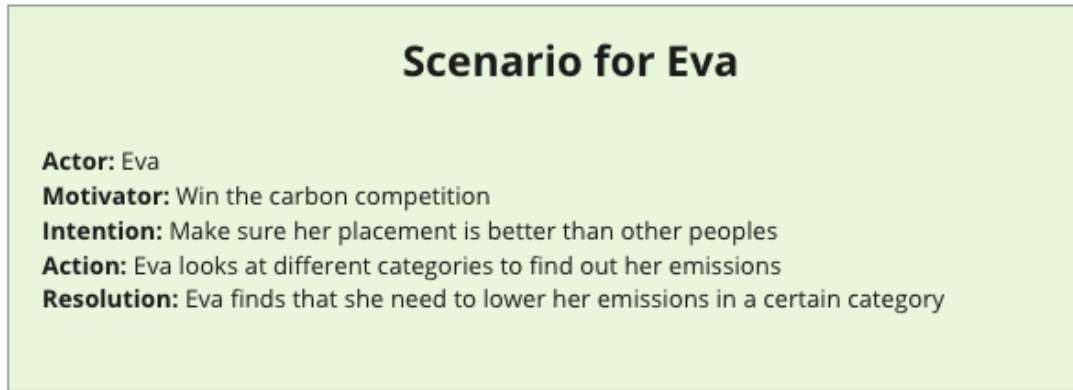 Scenario for Eva
Actor: Eva
Motivator: Win the carbon competition
Intention: Make sure her placement is better than other peoples
Action: Eva looks at different categories to find out her emissions
Resolution: Eva finds that she need to lower her emissions in a certain category